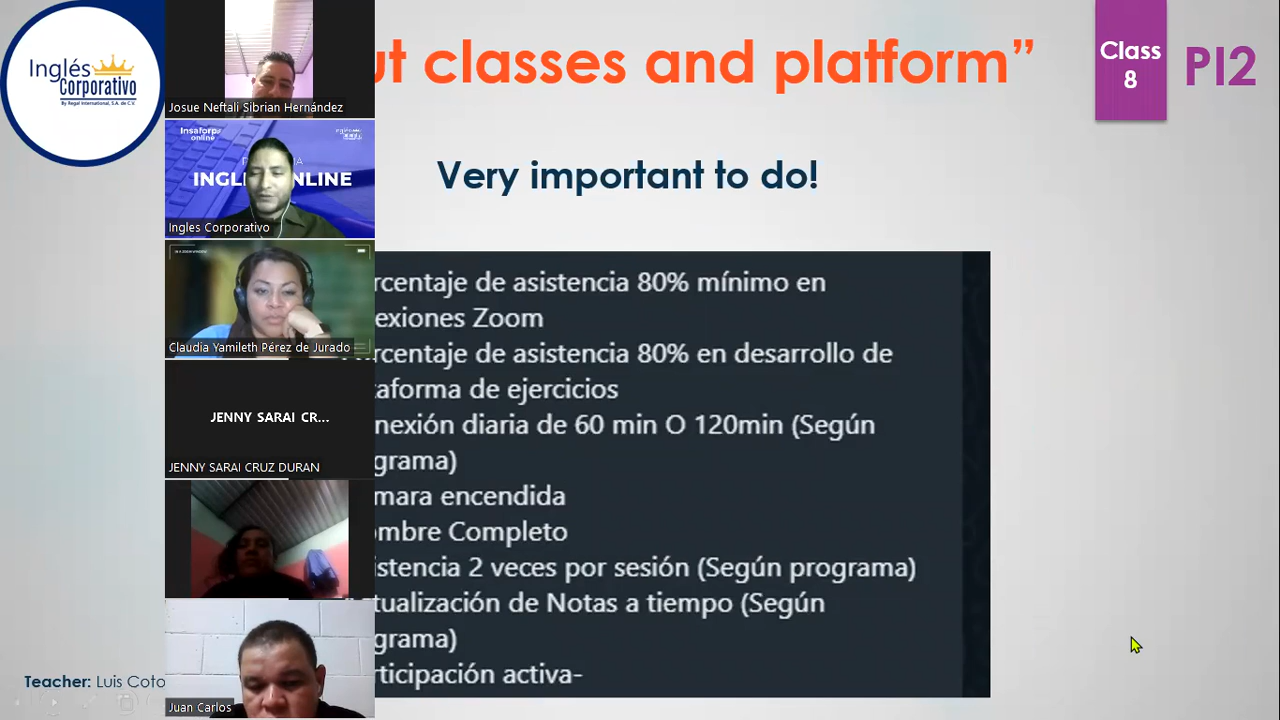 Inglés
Corporativo
By Regal International, S.A. de C.V.
ut classes and platform”
Class
8
PI2
Very important to do!
rcentaje de asistencia 80% mínimo en
exiones Zoom
rcentaje de asistencia 80% en desarrollo de
taforma de ejercicios
nexión diaria de 60 min O 120min (Según
grama)
mara encendida
ombre Completo
istencia 2 veces por sesión (Según programa)
ctualización de Notas a tiempo (Según
grama)
rticipación activa-
Teacher: Luis Coto
Josue Neftali Sibrian Hernández
Insaforp
online
INGL NLINE
Ingles Corporativo
Claudia Yamileth Pérez de Jurado
JENNY SARAI CR...
JENNY SARAI CRUZ DURAN
Juan Carlos